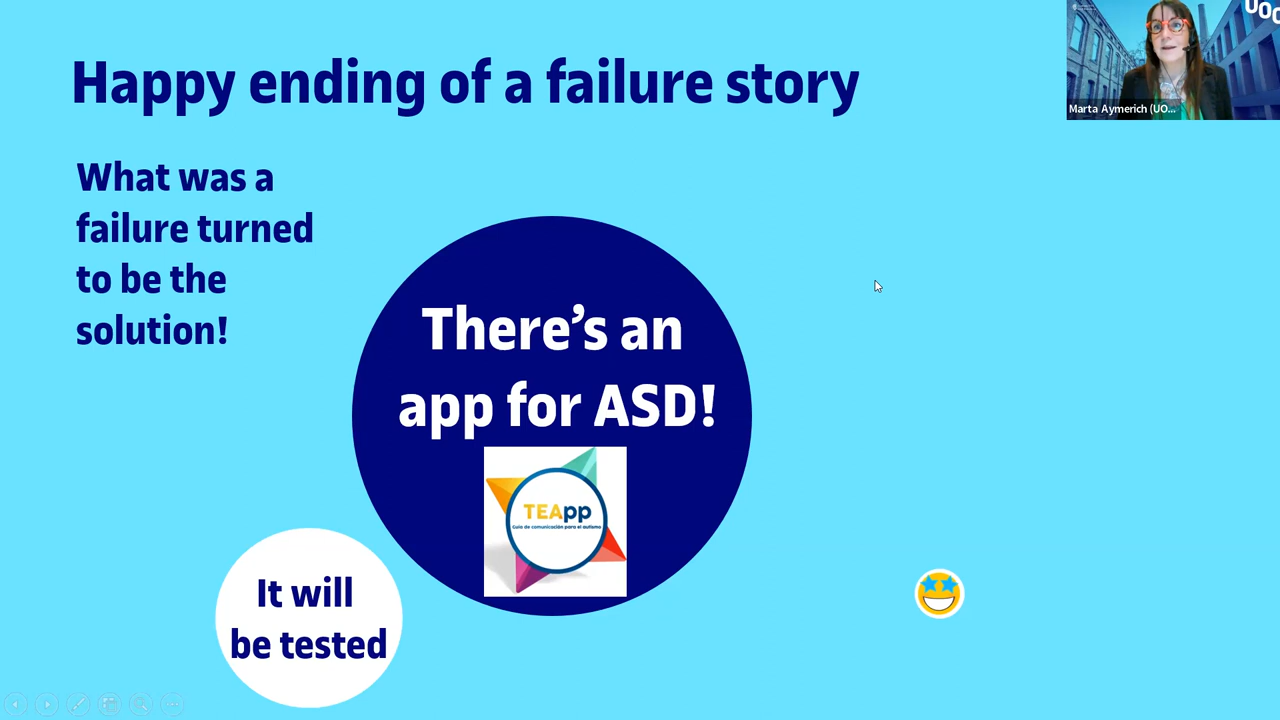 Happy ending of a failure story
UOC
Marta Aymerich (UO...
What was a
failure turned
to be the
solution!
There's an
app for ASD!
TEApp
Guía de comunicación para el autismo
It will
be tested